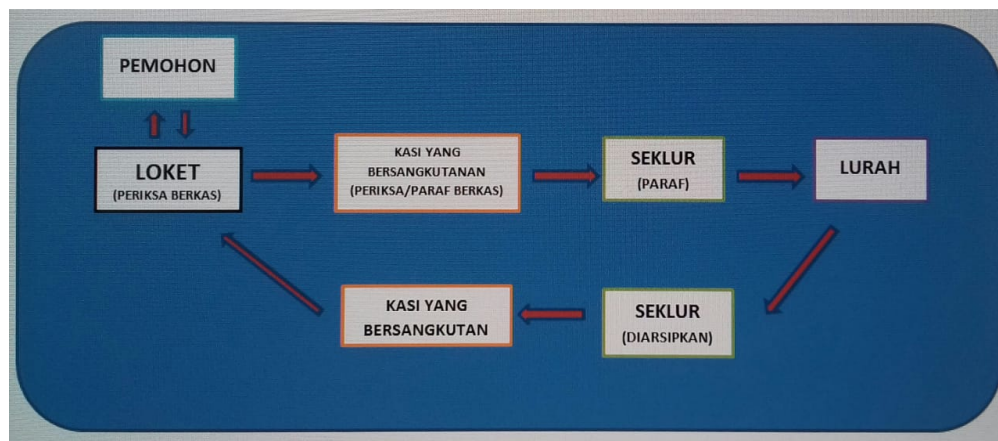 PEMOHON
LOKET
(PERIKSA BERKAS)
KASI YANG
BERSANGKUTANAN
(PERIKSA/PARAF BERKAS)
SEKLUR
(PARAF)
LURAH
KASI YANG
BERSANGKUTAN
SEKLUR
(DIARSIPKAN)